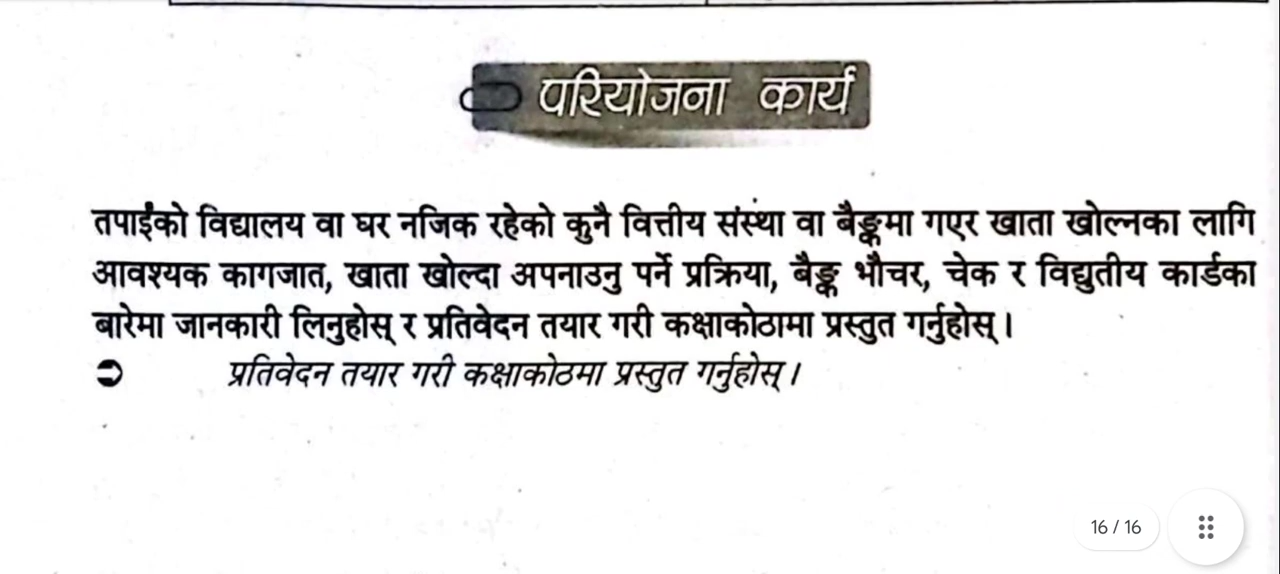 परियोजना कार्य
तपाईंको विद्यालय वा घर नजिक रहेको कुनै वित्तीय संस्था वा बैङ्कमा गएर खाता खोल्नका लागि
आवश्यक कागजात, खाता खोल्दा अपनाउनु पर्ने प्रक्रिया, बैङ्क भौचर, चेक र विद्युतीय कार्डका
बारेमा जानकारी लिनुहोस् र प्रतिवेदन तयार गरी कक्षाकोठामा प्रस्तुत गर्नुहोस् ।
प्रतिवेदन तयार गरी कक्षाकोठमा प्रस्तुत गर्नुहोस् ।
16 / 16